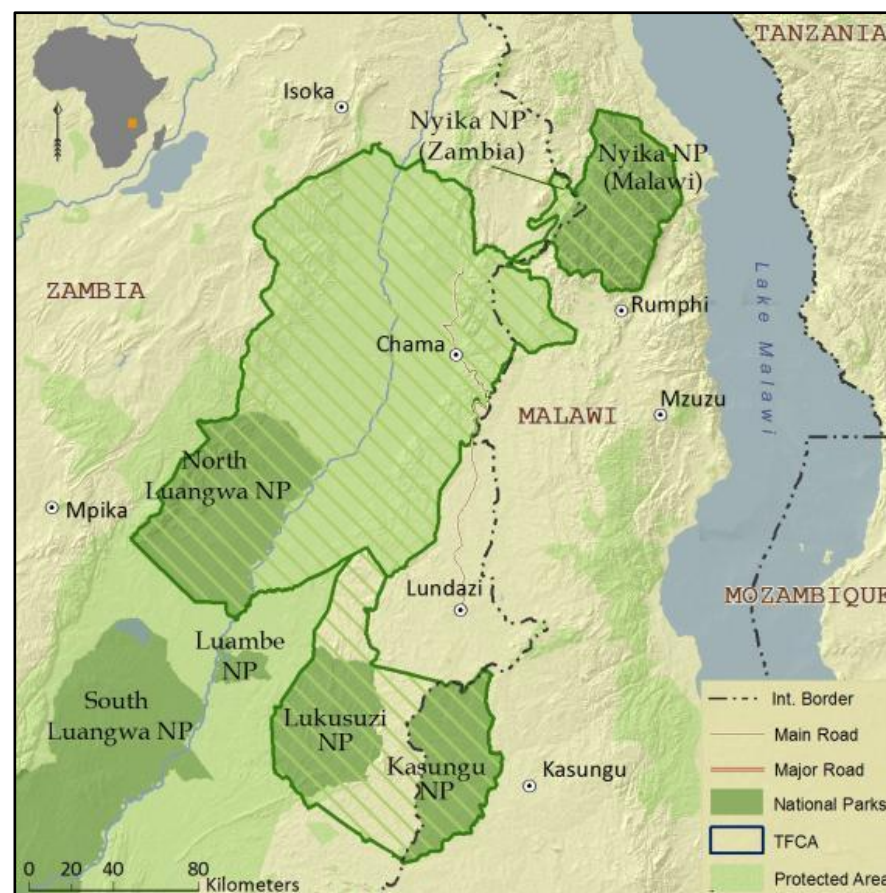 TANZANIA
Isoka
Nyika NP
(Zambia)
Nyika NP
(Malawi)
ZAMBIA
Rumphi
Lake Malawi
Chama
MALAWI
Mzuzu
North
Luangwa NP
Mpika
Lundazi
MOZAMBIQUE
Luambe
NP
South
Luangwa NP
Lukusuzi
NP
Kasungu
NP
Kasungu
Int. Border
Main Road
Major Road
National Parks
TFCA
Protected Area
0 20 40 80
Kilometers